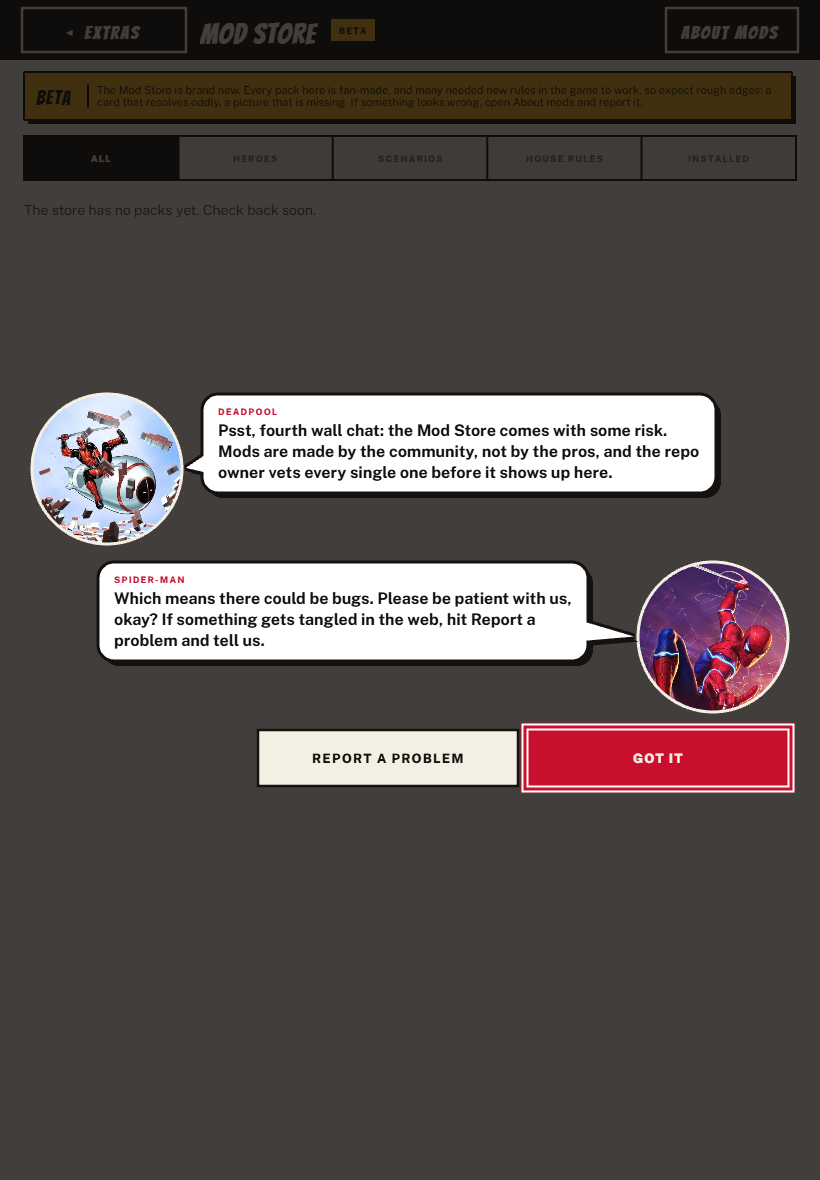 ◂ EXTRAS
MOD STORE
BETA
ABOUT MODS
BETA
The Mod Store is brand new. Every pack here is fan-made, and many needed new rules in the game to work, so expect rough edges: a
card that resolves oddly, a picture that is missing. If something looks wrong, open About mods and report it.
ALL
HEROES
SCENARIOS
HOUSE RULES
INSTALLED
The store has no packs yet. Check back soon.
DEADPOOL
Psst, fourth wall chat: the Mod Store comes with some risk.
Mods are made by the community, not by the pros, and the repo
owner vets every single one before it shows up here.
SPIDER-MAN
Which means there could be bugs. Please be patient with us,
okay? If something gets tangled in the web, hit Report a
problem and tell us.
REPORT A PROBLEM
GOT IT